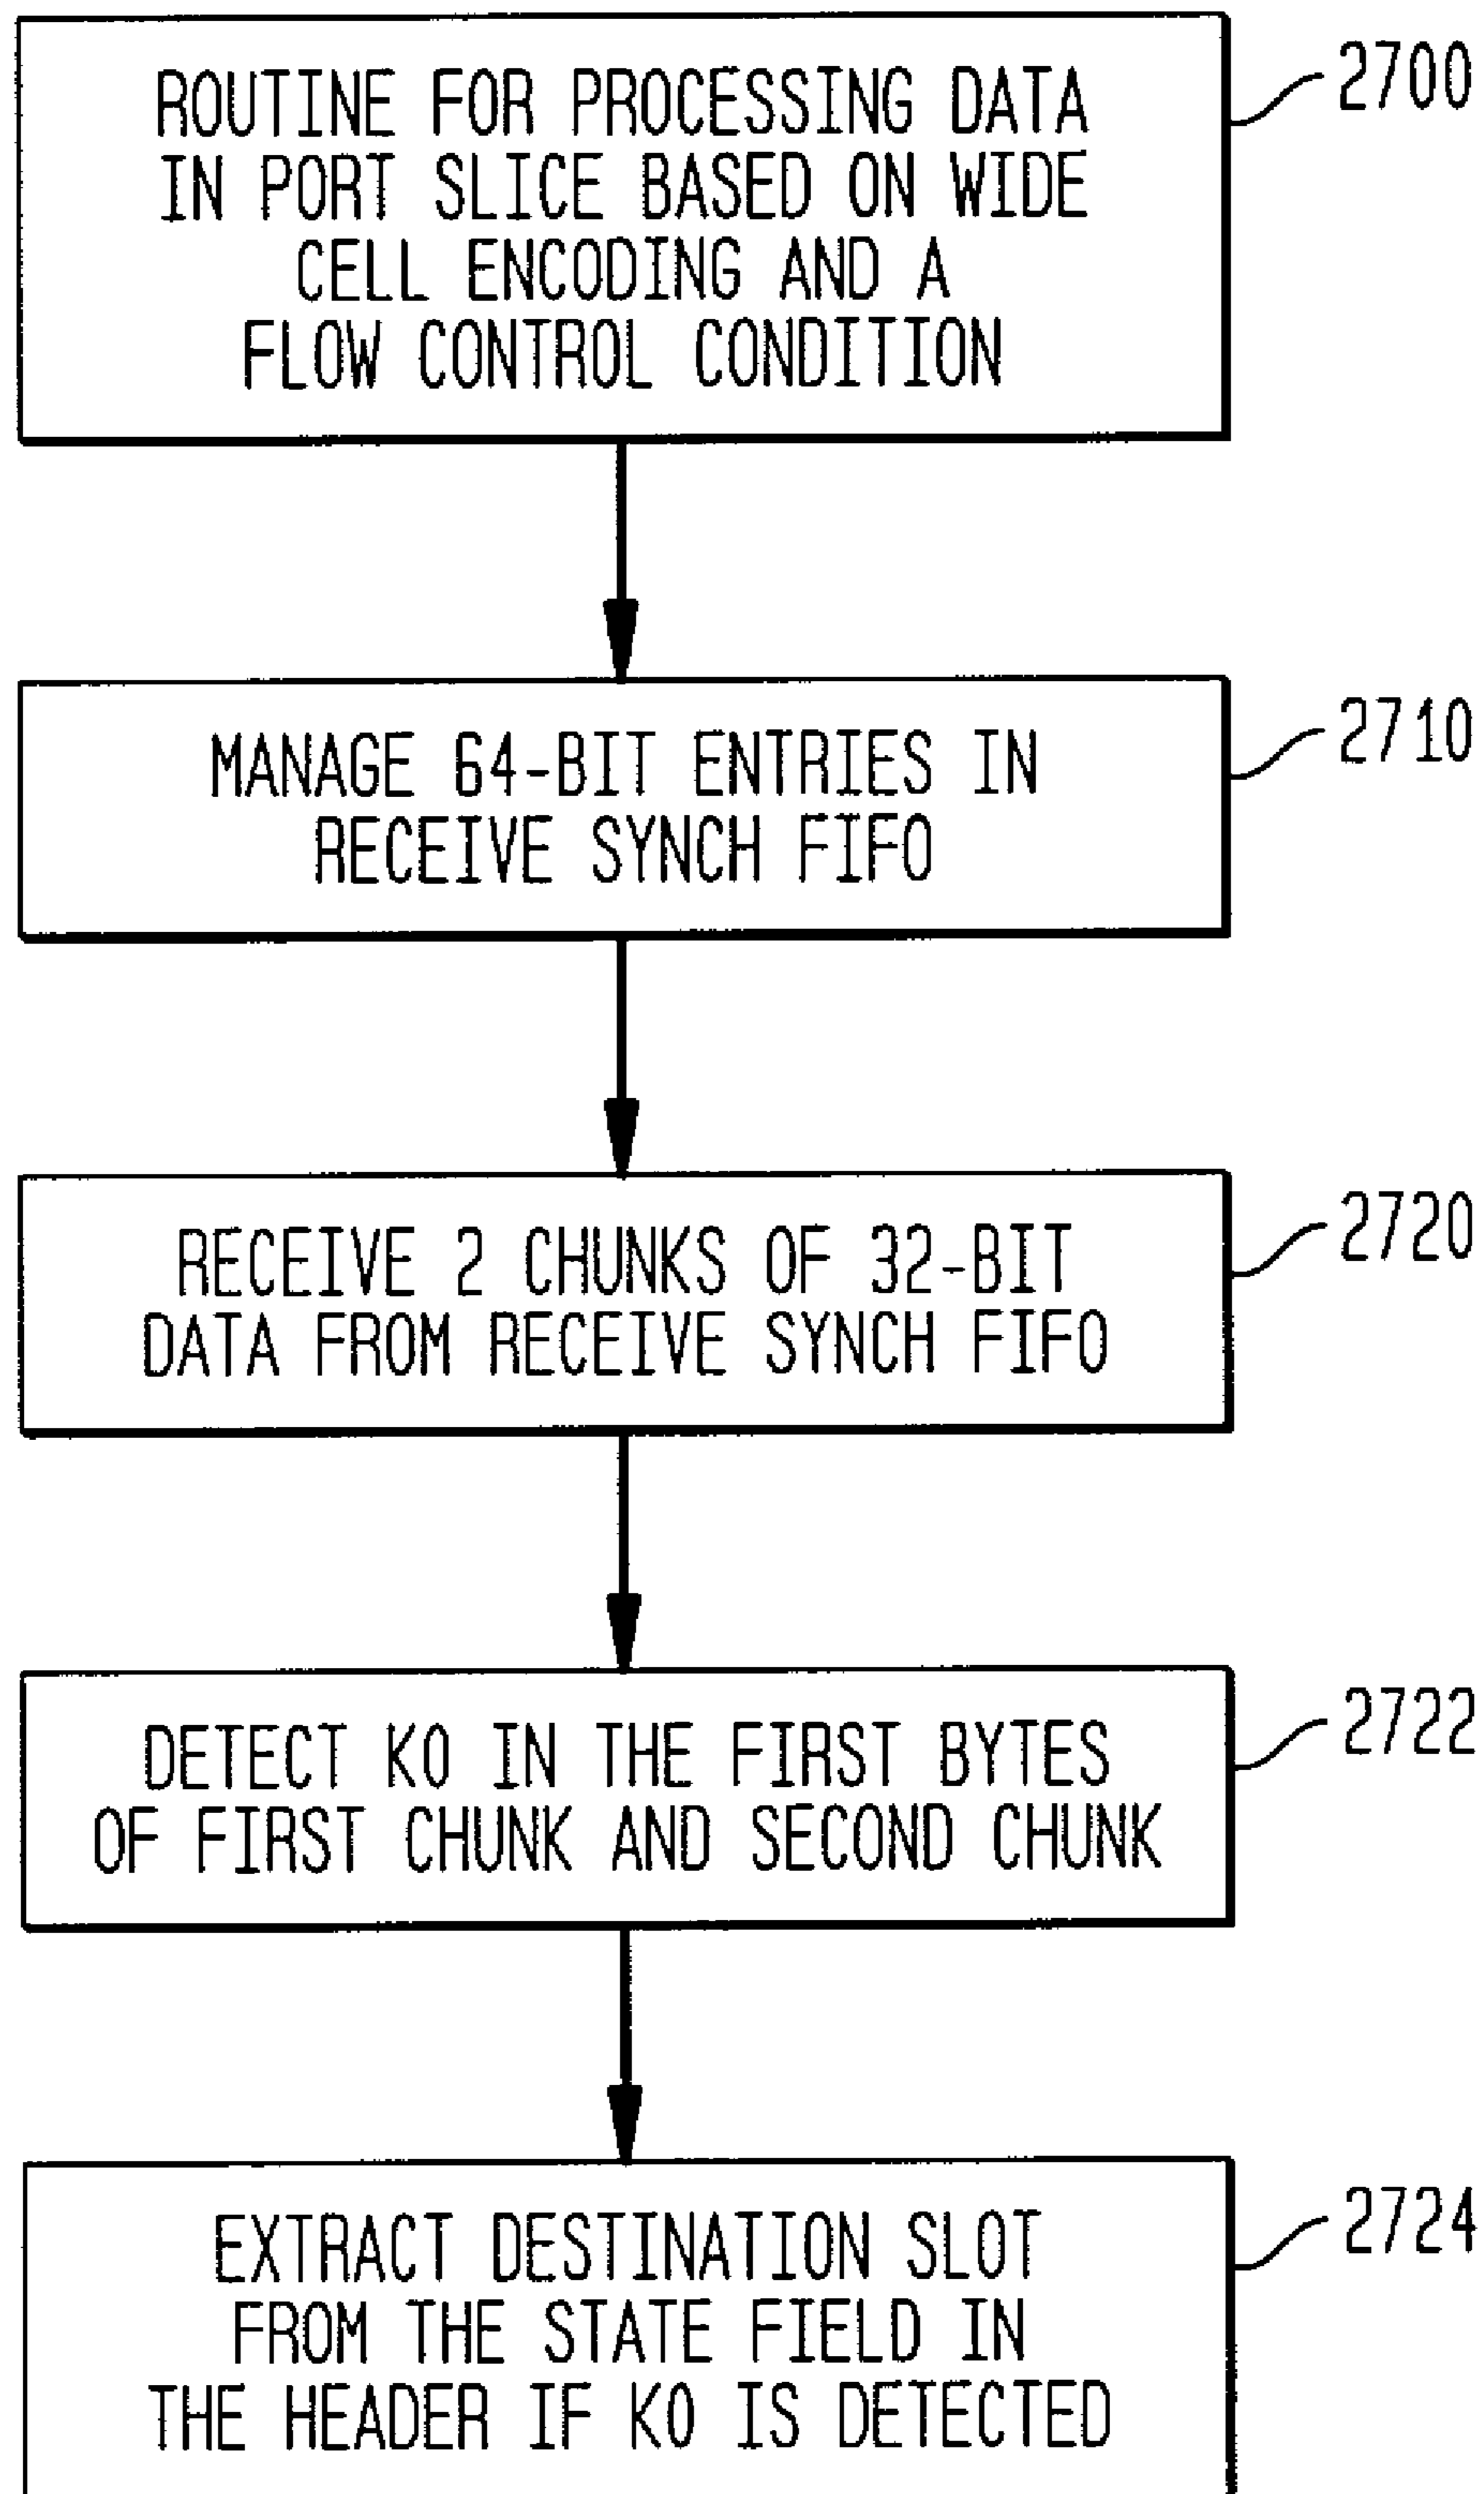 ROUTINE FOR PROCESSING DATA
IN PORT SLICE BASED ON WIDE
CELL ENCODING AND A
FLOW CONTROL CONDITION
2700
MANAGE 64-BIT ENTRIES IN
RECEIVE SYNCH FIFO
2710
RECEIVE 2 CHUNKS OF 32-BIT
DATA FROM RECEIVE SYNCH FIFO
2720
DETECT K0 IN THE FIRST BYTES
OF FIRST CHUNK AND SECOND CHUNK
2722
EXTRACT DESTINATION SLOT
FROM THE STATE FIELD IN
THE HEADER IF K0 IS DETECTED
2724